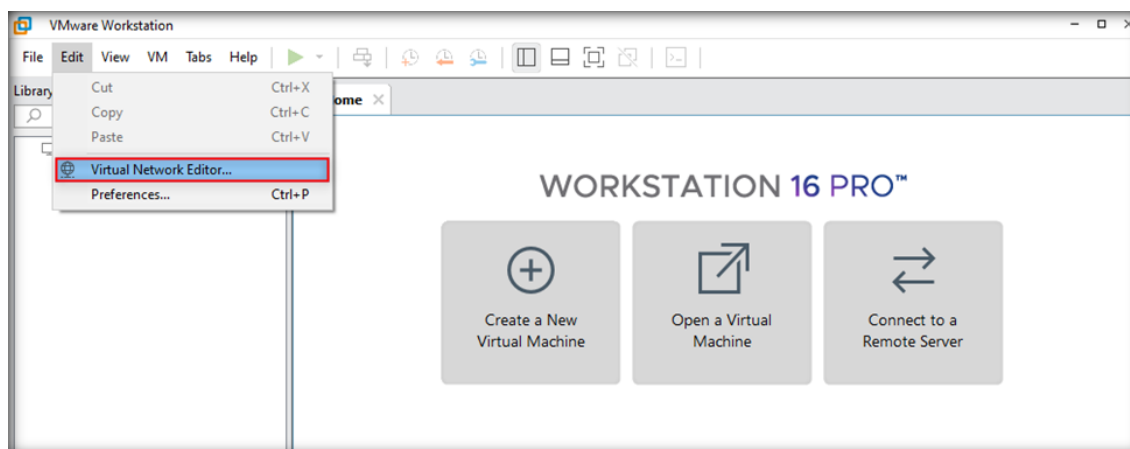 VMware Workstation
File Edit View VM Tabs Help
Library
ome
Cut Ctrl+X
Copy Ctrl+C
Paste Ctrl+V
Virtual Network Editor...
Preferences... Ctrl+P
WORKSTATION 16 PRO™
Create a New
Virtual Machine
Open a Virtual
Machine
Connect to a
Remote Server